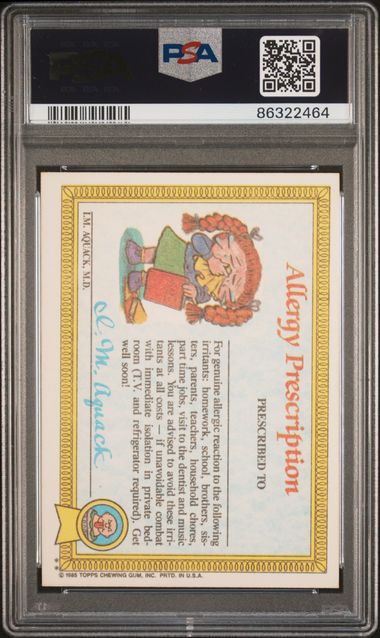 PSA
86322464
Allergy Prescription
PRESCRIBED TO
For genuine allergic reaction to the following
irritants: homework, school, brothers, sis-
ters, parents, teachers, household chores,
part time jobs, visit to the dentist and music
lessons. You are advised to avoid these irri-
tants at all costs — if unavoidable combat
with immediate isolation in private bed-
room (T.V. and refrigerator required). Get
well soon!
I.M. AQUACK, M.D.
I. M. Aquack
** © 1985 TOPPS CHEWING GUM, INC. PRTD. IN U.S.A.